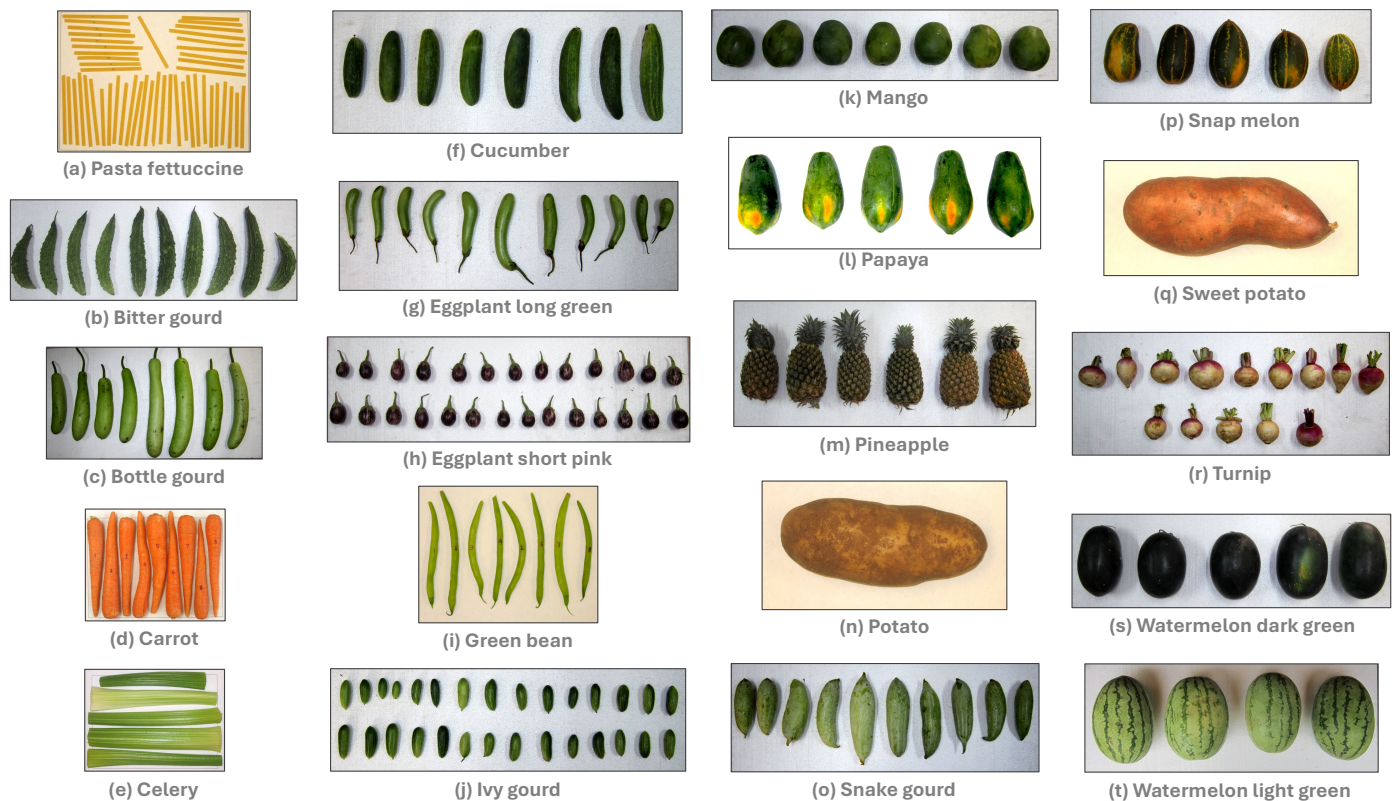 (a) Pasta fettuccine
(b) Bitter gourd
(c) Bottle gourd
(d) Carrot
(e) Celery
(f) Cucumber
(g) Eggplant long green
(h) Eggplant short pink
(i) Green bean
(j) Ivy gourd
(k) Mango
(l) Papaya
(m) Pineapple
(n) Potato
(o) Snake gourd
(p) Snap melon
(q) Sweet potato
(r) Turnip
(s) Watermelon dark green
(t) Watermelon light green